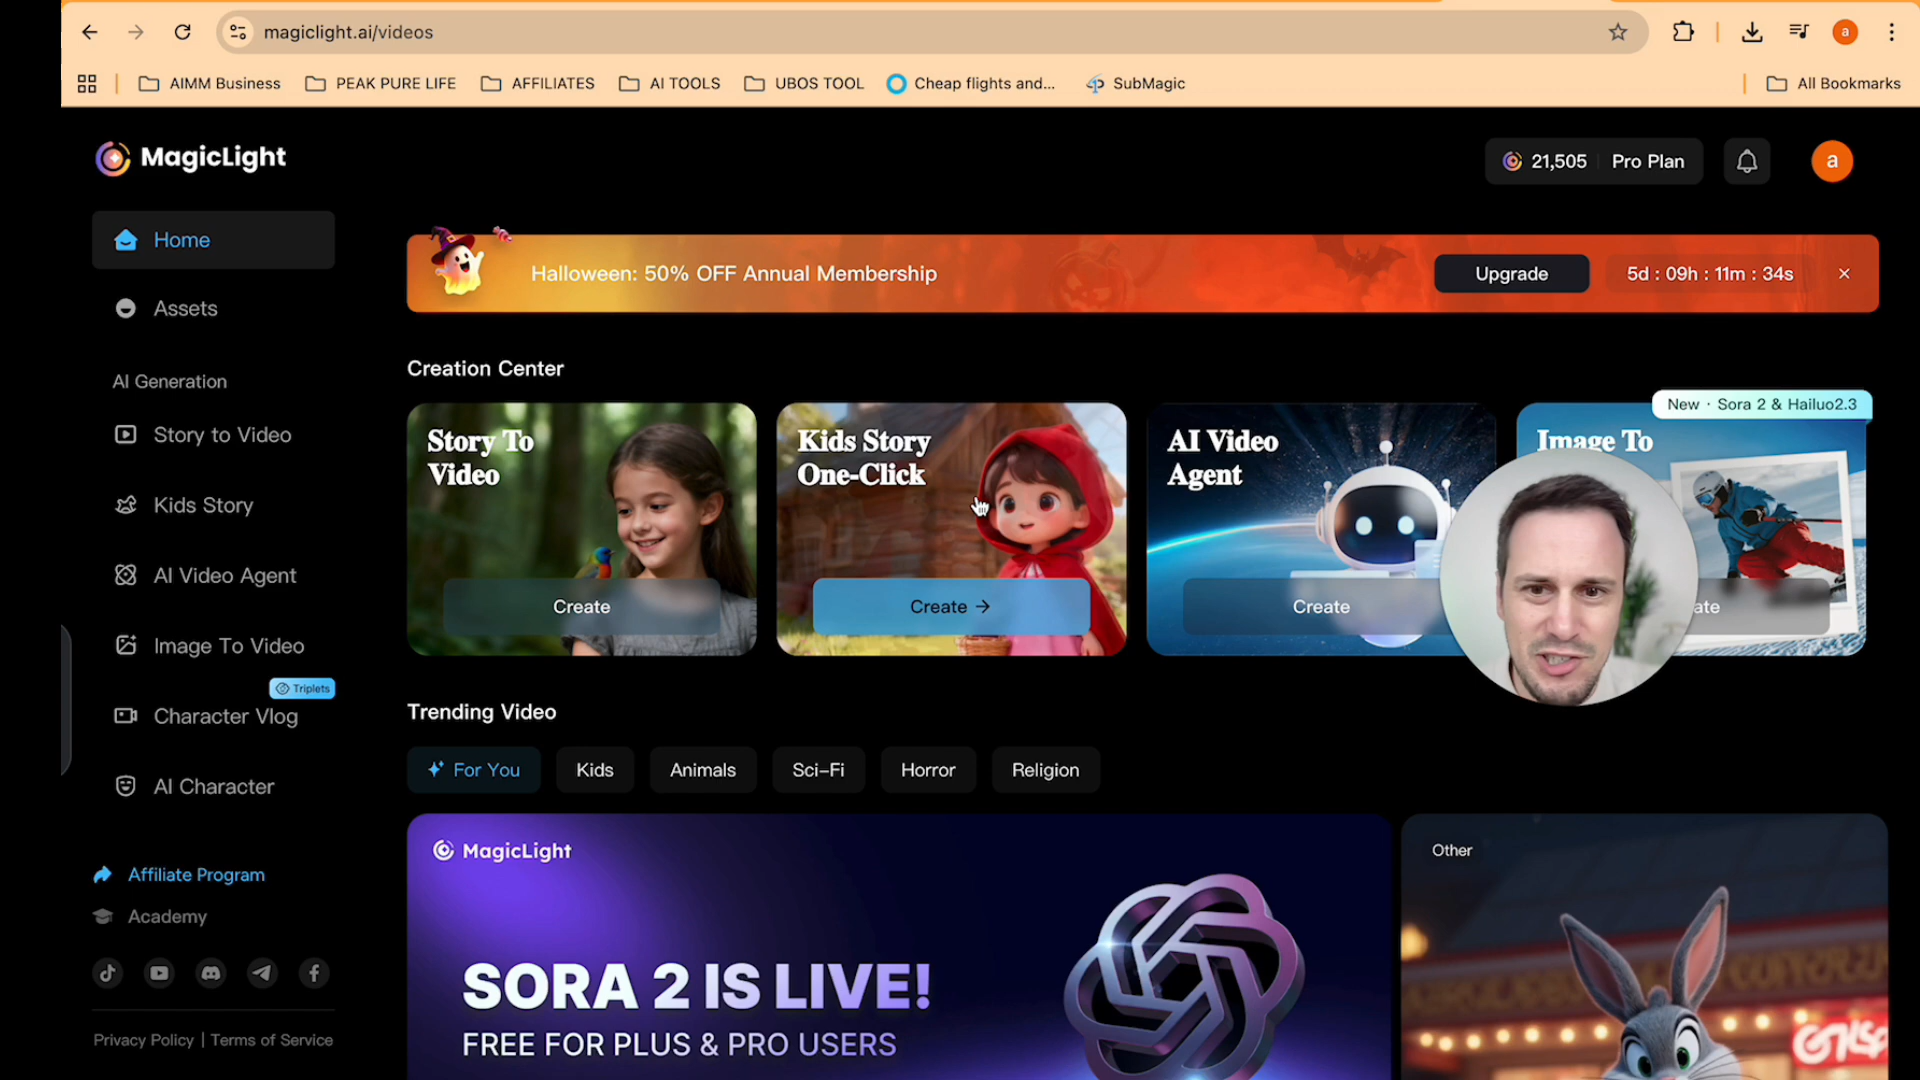 magiclight.ai/videos
a
AIMM Business
PEAK PURE LIFE
AFFILIATES
AI TOOLS
UBOS TOOL
Cheap flights and...
SubMagic
All Bookmarks
MagicLight
21,505
Pro Plan
a
Home
Assets
AI Generation
Story to Video
Kids Story
AI Video Agent
Image To Video
Triplets
Character Vlog
AI Character
Affiliate Program
Academy
Privacy Policy | Terms of Service
Halloween: 50% OFF Annual Membership
Upgrade
5d : 09h : 11m : 34s
Creation Center
Story To
Video
Create
Kids Story
One-Click
Create →
AI Video
Agent
Create
New · Sora 2 & Hailuo2.3
Image To
ate
Trending Video
For You
Kids
Animals
Sci-Fi
Horror
Religion
MagicLight
SORA 2 IS LIVE!
FREE FOR PLUS & PRO USERS
Other